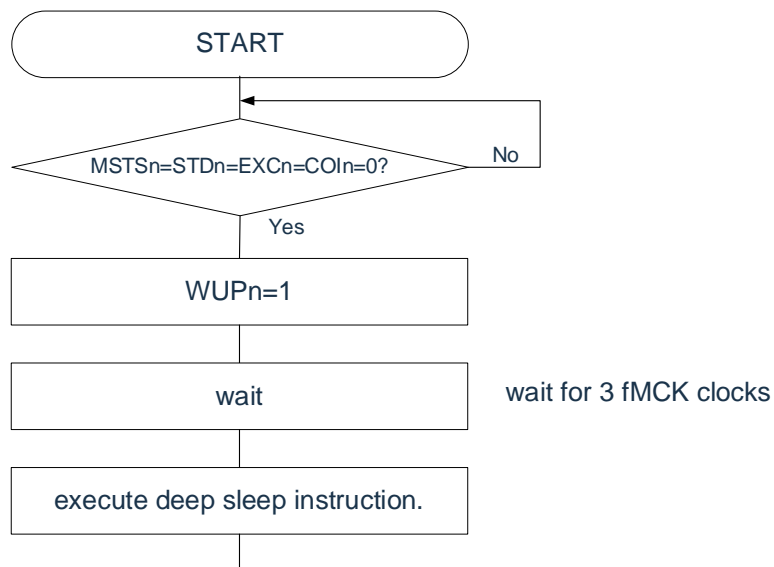 START
MSTSn=STDn=EXCn=COIn=0?
No
Yes
WUPn=1
wait
wait for 3 fMCK clocks
execute deep sleep instruction.